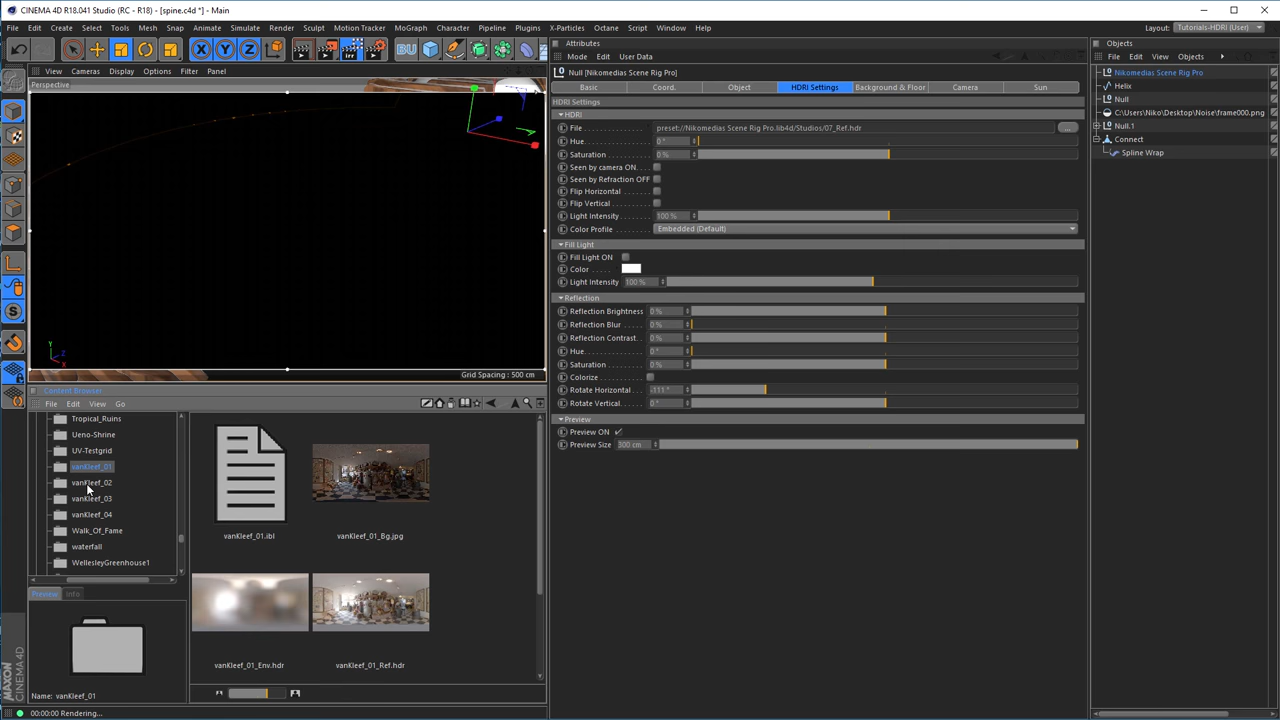 CINEMA 4D R18.041 Studio (RC - R18) - [spine.c4d *] - Main
File Edit Create Select Tools Mesh Snap Animate Simulate Render Sculpt Motion Tracker MoGraph Character Pipeline Plugins X-Particles Octane Script Window Help
Layout: Tutorials-HDRI (User)
X Y Z BU
View Cameras Display Options Filter Panel
Perspective
Y Z X
Grid Spacing : 500 cm
Content Browser
File Edit View Go
Tropical_Ruins
Ueno-Shrine
UV-Testgrid
vanKleef_01
vanKleef_02
vanKleef_03
vanKleef_04
Walk_Of_Fame
waterfall
WellesleyGreenhouse1
vanKleef_01.ibl
vanKleef_01_Bg.jpg
vanKleef_01_Env.hdr
vanKleef_01_Ref.hdr
Preview Info
Name: vanKleef_01
MAXON CINEMA 4D
00:00:00 Rendering...
Attributes
Mode Edit User Data
Null [Nikomedias Scene Rig Pro]
Basic Coord. Object HDRI Settings Background & Floor Camera Sun
HDRI Settings
HDRI
File preset://Nikomedias Scene Rig Pro.lib4d/Studios/07_Ref.hdr ...
Hue 0 °
Saturation 0 %
Seen by camera ON
Seen by Refraction OFF
Flip Horizontal
Flip Vertical
Light Intensity 100 %
Color Profile Embedded (Default)
Fill Light
Fill Light ON
Color
Light Intensity 100 %
Reflection
Reflection Brightness 0 %
Reflection Blur 0 %
Reflection Contrast 0 %
Hue 0 °
Saturation 0 %
Colorize
Rotate Horizontal -111 °
Rotate Vertical 0 °
Preview
Preview ON
Preview Size 300 cm
Objects
File Edit View Objects
Nikomedias Scene Rig Pro
Helix
Null
C:\Users\Niko\Desktop\Noise\frame000.png
Null.1
Connect
Spline Wrap